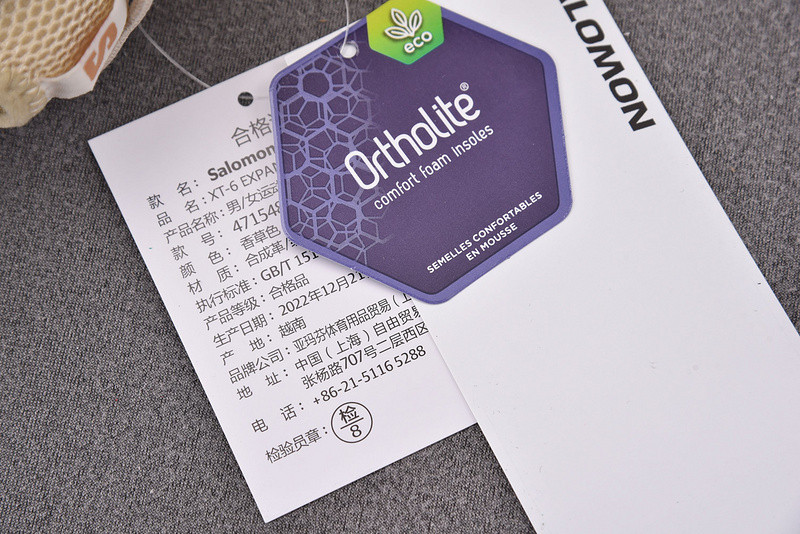 eco
Ortholite®
comfort foam insoles
SEMELLES CONFORTABLES
EN MOUSSE
ALOMON
合格
款 名：Salomon
品 名：XT-6 EXPAN
产品名称：男/女运动
款 号：47154
颜 色：香草色
材 质：合成革/
执行标准：GB/T 151
产品等级：合格品
生产日期：2022年12月21
产 地：越南
品牌公司：亚玛芬体育用品贸易（上
地 址：中国（上海）自由贸易
张杨路707号二层西区
电 话：+86-21-5116 5288
检验员章：检
8